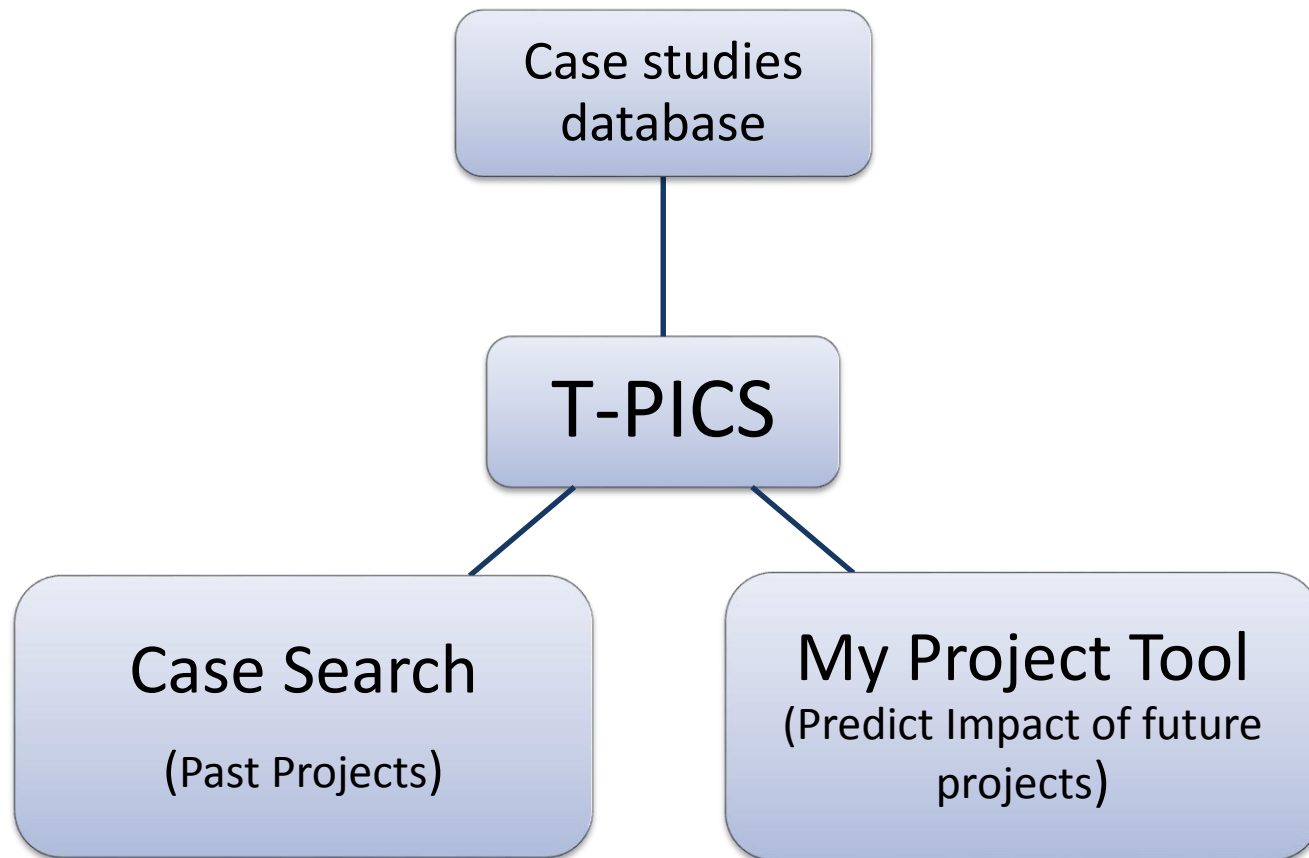 Case studies
database
T-PICS
Case Search
(Past Projects)
My Project Tool
(Predict Impact of future
projects)